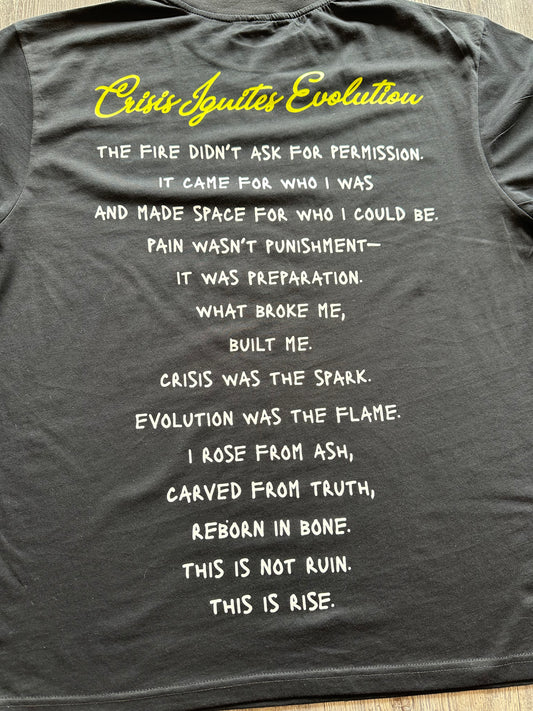 Crisis Ignites Evolution
THE FIRE DIDN'T ASK FOR PERMISSION.
IT CAME FOR WHO I WAS
AND MADE SPACE FOR WHO I COULD BE.
PAIN WASN'T PUNISHMENT—
IT WAS PREPARATION.
WHAT BROKE ME,
BUILT ME.
CRISIS WAS THE SPARK.
EVOLUTION WAS THE FLAME.
I ROSE FROM ASH,
CARVED FROM TRUTH,
REBORN IN BONE.
THIS IS NOT RUIN.
THIS IS RISE.